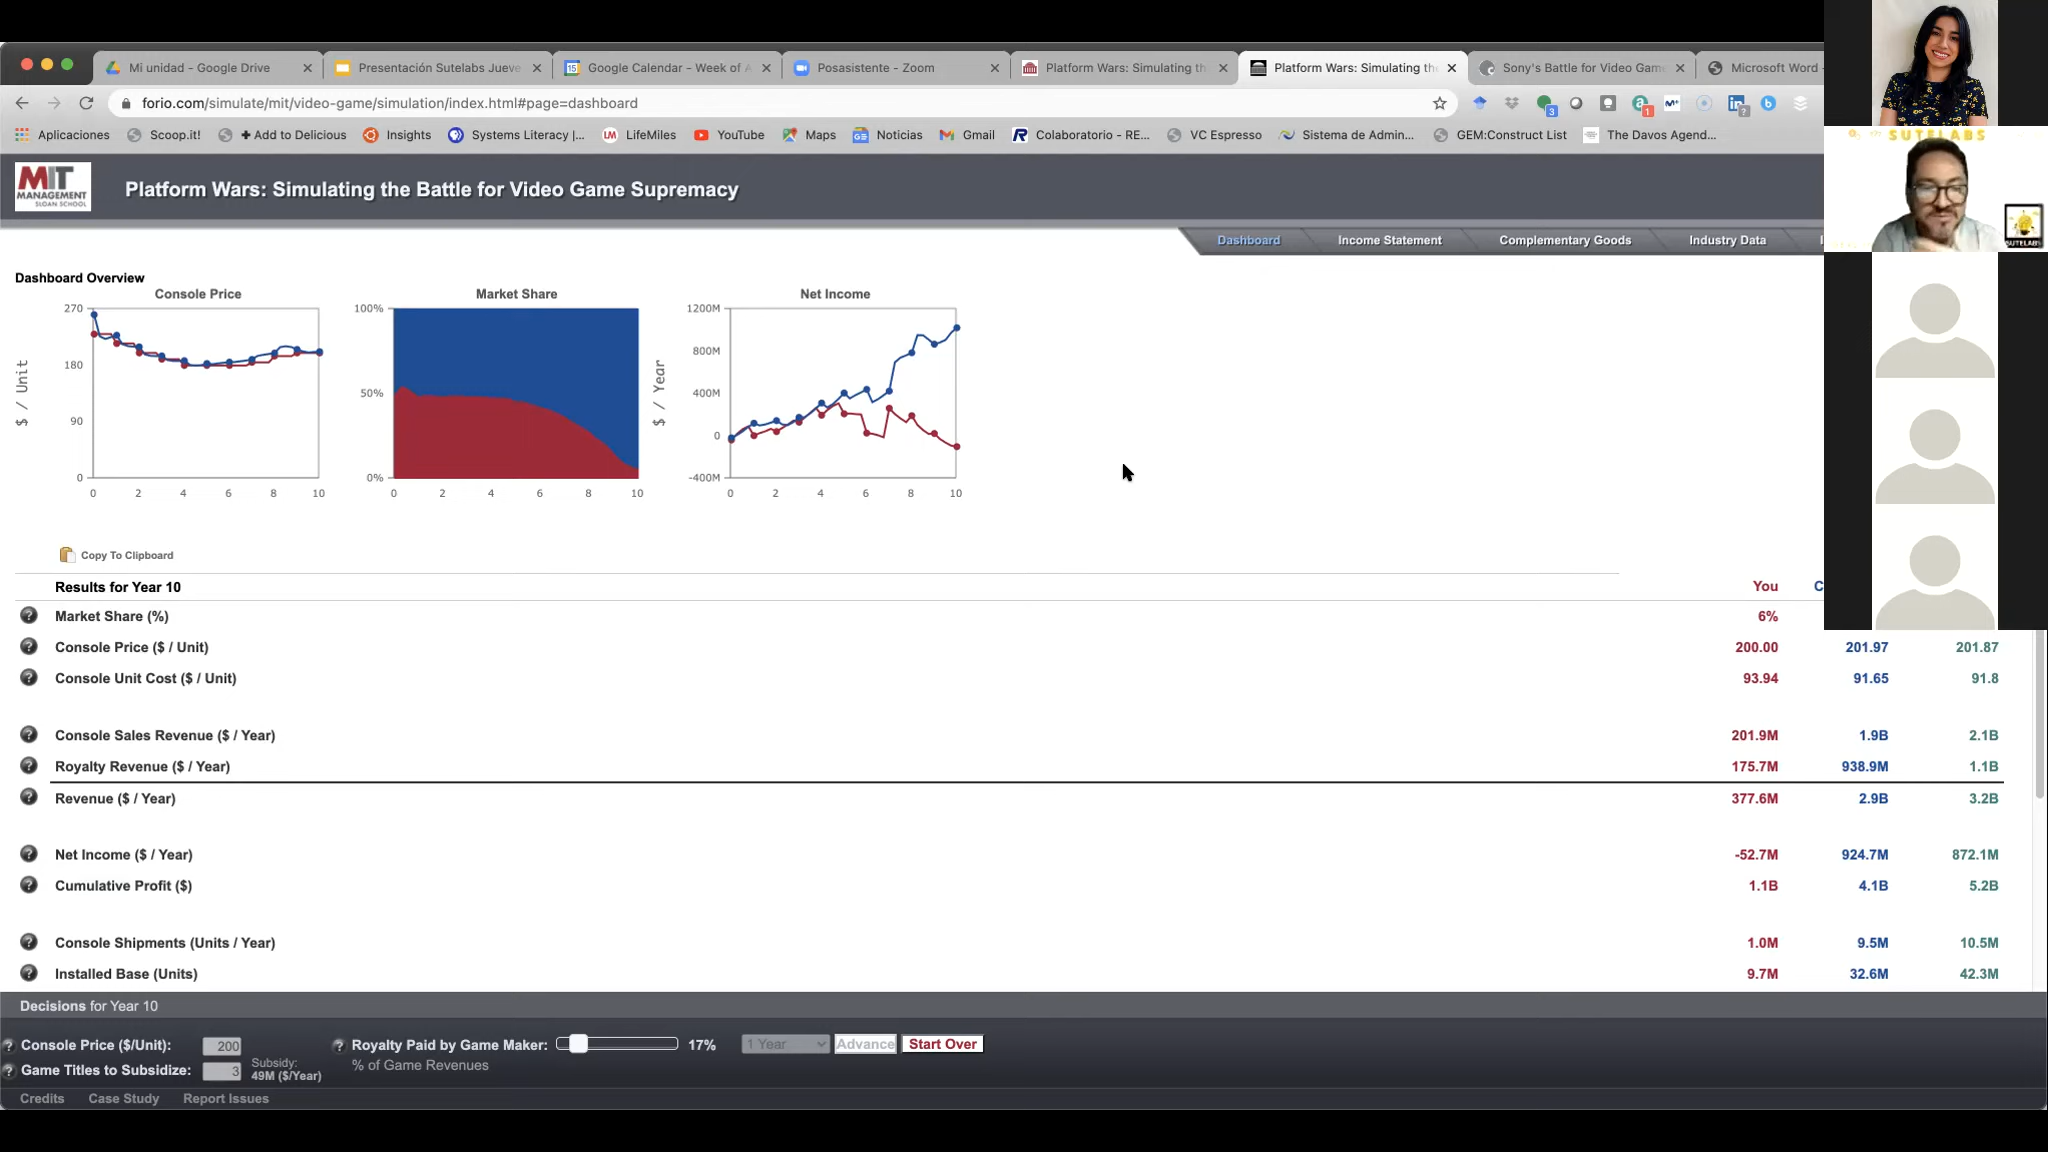 Mi unidad - Google Drive
Presentación Sutelabs Jueve
Google Calendar - Week of A
Posasistente - Zoom
Platform Wars: Simulating th
Platform Wars: Simulating the
Sony's Battle for Video Game
Microsoft Word -
forio.com/simulate/mit/video-game/simulation/index.html#page=dashboard
Aplicaciones
Scoop.it!
+ Add to Delicious
Insights
Systems Literacy |...
LifeMiles
YouTube
Maps
Noticias
Gmail
Colaboratorio - RE...
VC Espresso
Sistema de Admin...
GEM:Construct List
The Davos Agend...
SUTELABS
MIT
MANAGEMENT
SLOAN SCHOOL
Platform Wars: Simulating the Battle for Video Game Supremacy
SUTELABS
Dashboard
Income Statement
Complementary Goods
Industry Data
Dashboard Overview
Console Price
270
180
90
0
$ / Unit
0 2 4 6 8 10
Market Share
100%
50%
0%
0 2 4 6 8 10
Net Income
1200M
800M
400M
0
-400M
$ / Year
0 2 4 6 8 10
Copy To Clipboard
Results for Year 10 You C
Market Share (%) 6%
Console Price ($ / Unit) 200.00 201.97 201.87
Console Unit Cost ($ / Unit) 93.94 91.65 91.8
Console Sales Revenue ($ / Year) 201.9M 1.9B 2.1B
Royalty Revenue ($ / Year) 175.7M 938.9M 1.1B
Revenue ($ / Year) 377.6M 2.9B 3.2B
Net Income ($ / Year) -52.7M 924.7M 872.1M
Cumulative Profit ($) 1.1B 4.1B 5.2B
Console Shipments (Units / Year) 1.0M 9.5M 10.5M
Installed Base (Units) 9.7M 32.6M 42.3M
Decisions for Year 10
Console Price ($/Unit): 200
Royalty Paid by Game Maker: 17%
1 Year
Advance
Start Over
Game Titles to Subsidize: 3
Subsidy:
49M ($/Year)
% of Game Revenues
Credits
Case Study
Report Issues